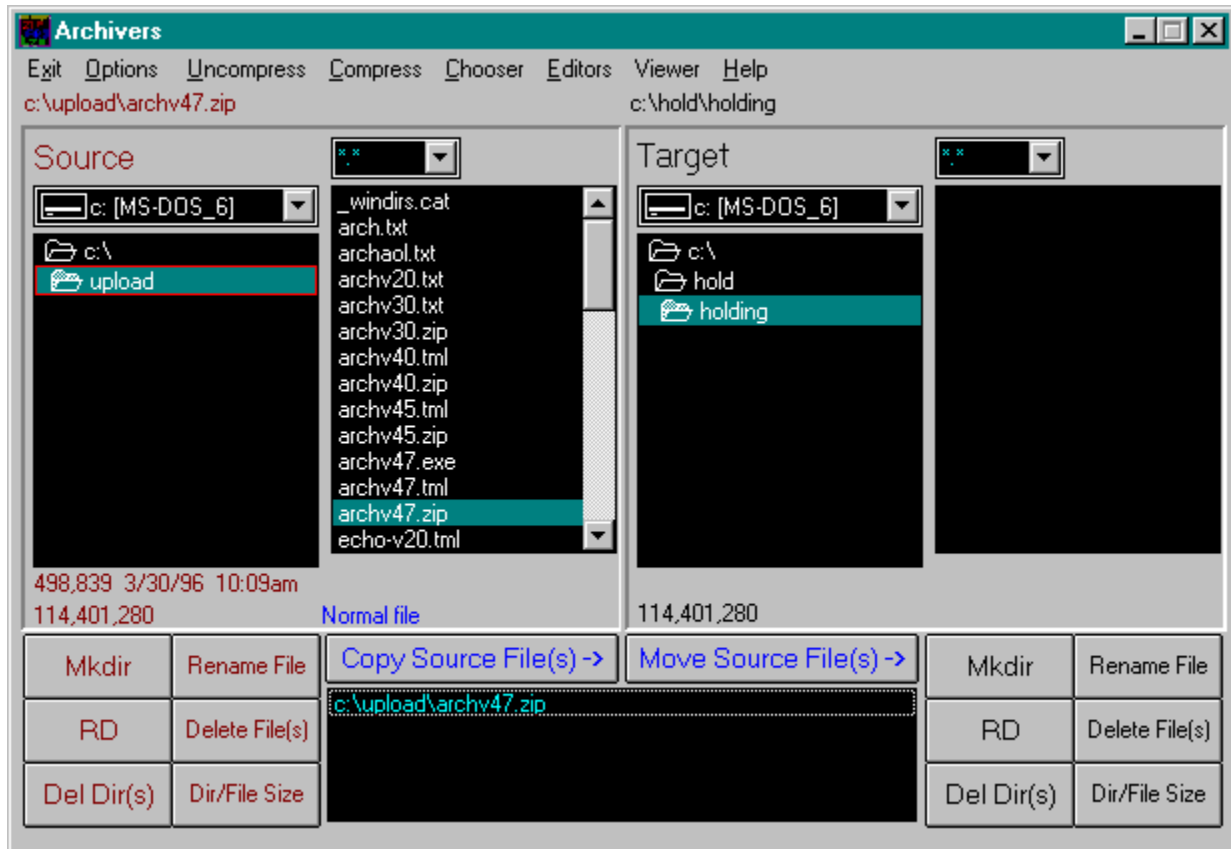 Archivers
Exit Options Uncompress Compress Chooser Editors Viewer Help
c:\upload\archv47.zip
c:\hold\holding
Source
*.*
c: [MS-DOS_6]
c:\
upload
_windirs.cat
arch.txt
archaol.txt
archv20.txt
archv30.txt
archv30.zip
archv40.tml
archv40.zip
archv45.tml
archv45.zip
archv47.exe
archv47.tml
archv47.zip
echo-v20.tml
498,839 3/30/96 10:09am
114,401,280
Normal file
Target
*.*
c: [MS-DOS_6]
c:\
hold
holding
114,401,280
Mkdir
Rename File
RD
Delete File(s)
Del Dir(s)
Dir/File Size
Copy Source File(s) ->
Move Source File(s) ->
c:\upload\archv47.zip
Mkdir
Rename File
RD
Delete File(s)
Del Dir(s)
Dir/File Size